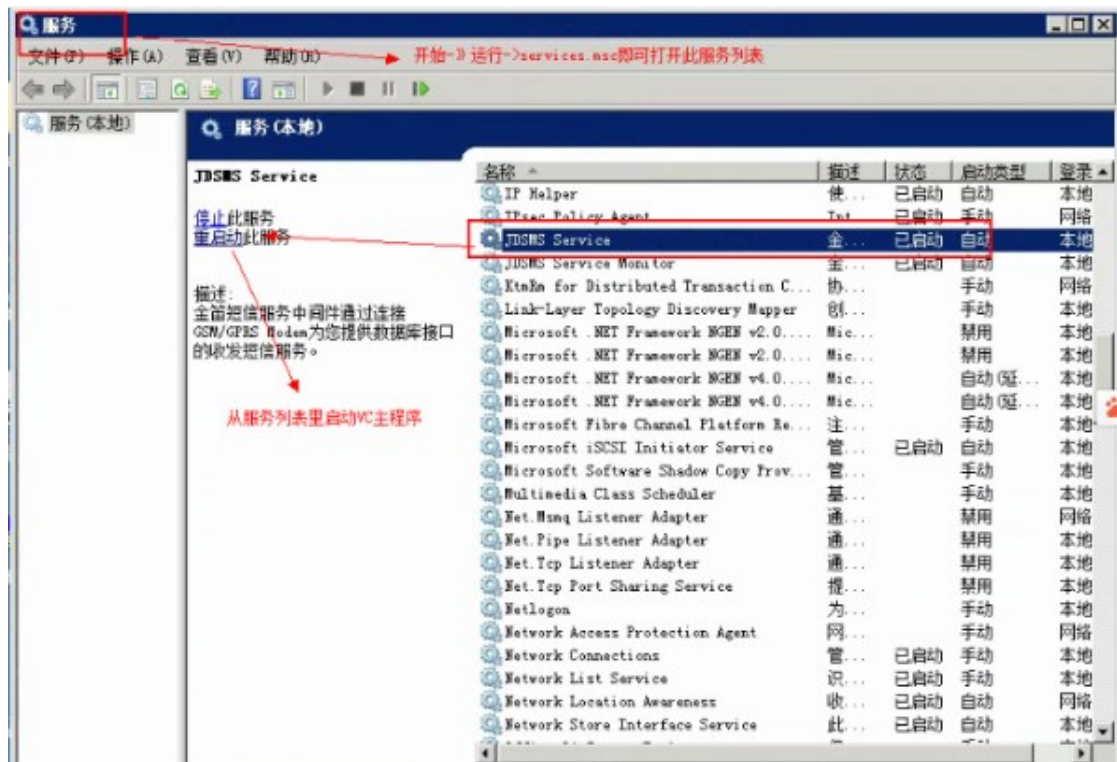 服务
文件(F) 操作(A) 查看(V) 帮助(H)
开始-》运行->services.msc即可打开此服务列表
服务(本地)
服务(本地)
JDSMS Service
停止此服务
重启动此服务
描述:
金笛短信服务中间件通过连接
GSM/GPRS Modem为您提供数据库接口
的收发短信服务。
从服务列表里启动VC主程序
名称 描述 状态 启动类型 登录
IP Helper 使... 已启动 自动 本地
IPsec Policy Agent Int... 已启动 手动 网络
JDSMS Service 金... 已启动 自动 本地
JDSMS Service Monitor 金... 已启动 自动 本地
KtmRm for Distributed Transaction C... 协... 手动 网络
Link-Layer Topology Discovery Mapper 创... 手动 本地
Microsoft .NET Framework NGEN v2.0.... Mic... 禁用 本地
Microsoft .NET Framework NGEN v2.0.... Mic... 禁用 本地
Microsoft .NET Framework NGEN v4.0.... Mic... 自动(延... 本地
Microsoft .NET Framework NGEN v4.0.... Mic... 自动(延... 本地
Microsoft Fibre Channel Platform Re... 注... 手动 本地
Microsoft iSCSI Initiator Service 管... 已启动 自动 本地
Microsoft Software Shadow Copy Prov... 管... 手动 本地
Multimedia Class Scheduler 基... 手动 本地
Net.Msmq Listener Adapter 通... 禁用 网络
Net.Pipe Listener Adapter 通... 禁用 本地
Net.Tcp Listener Adapter 通... 禁用 本地
Net.Tcp Port Sharing Service 提... 禁用 本地
Netlogon 为... 手动 本地
Network Access Protection Agent 网... 手动 网络
Network Connections 管... 已启动 手动 本地
Network List Service 识... 已启动 手动 本地
Network Location Awareness 收... 已启动 自动 网络
Network Store Interface Service 此... 已启动 自动 本地